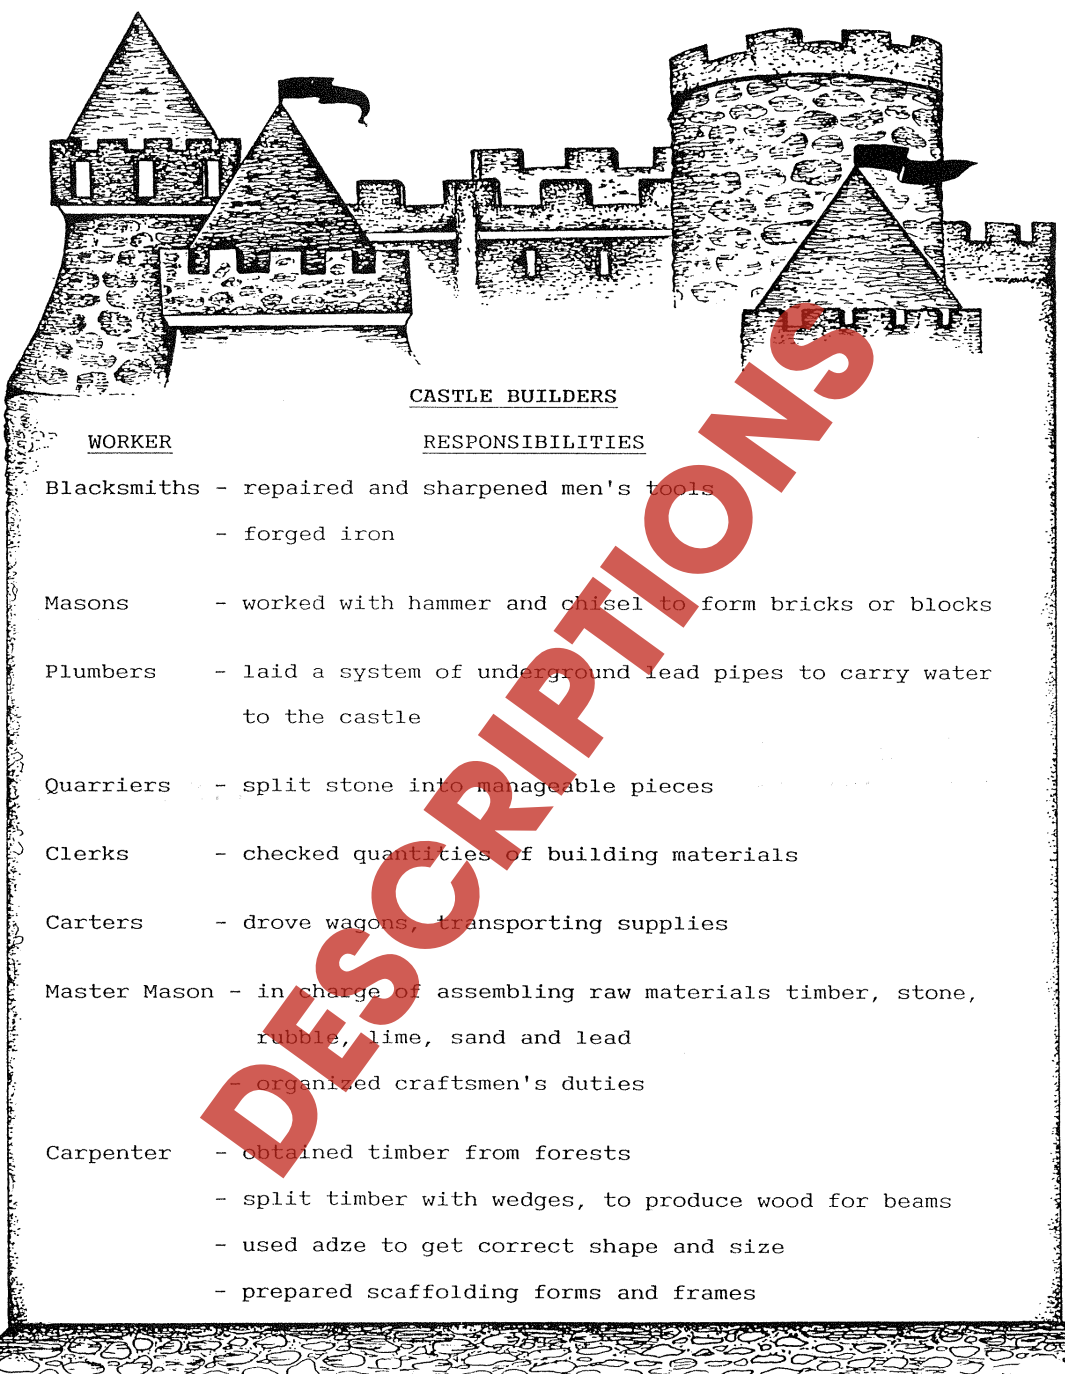 CASTLE BUILDERS
WORKER RESPONSIBILITIES
Blacksmiths - repaired and sharpened men's tools
- forged iron
Masons - worked with hammer and chisel to form bricks or blocks
Plumbers - laid a system of underground lead pipes to carry water
to the castle
Quarriers - split stone into manageable pieces
Clerks - checked quantities of building materials
Carters - drove wagons, transporting supplies
Master Mason - in charge of assembling raw materials timber, stone,
rubble, lime, sand and lead
- organized craftsmen's duties
Carpenter - obtained timber from forests
- split timber with wedges, to produce wood for beams
- used adze to get correct shape and size
- prepared scaffolding forms and frames
DESCRIPTIONS